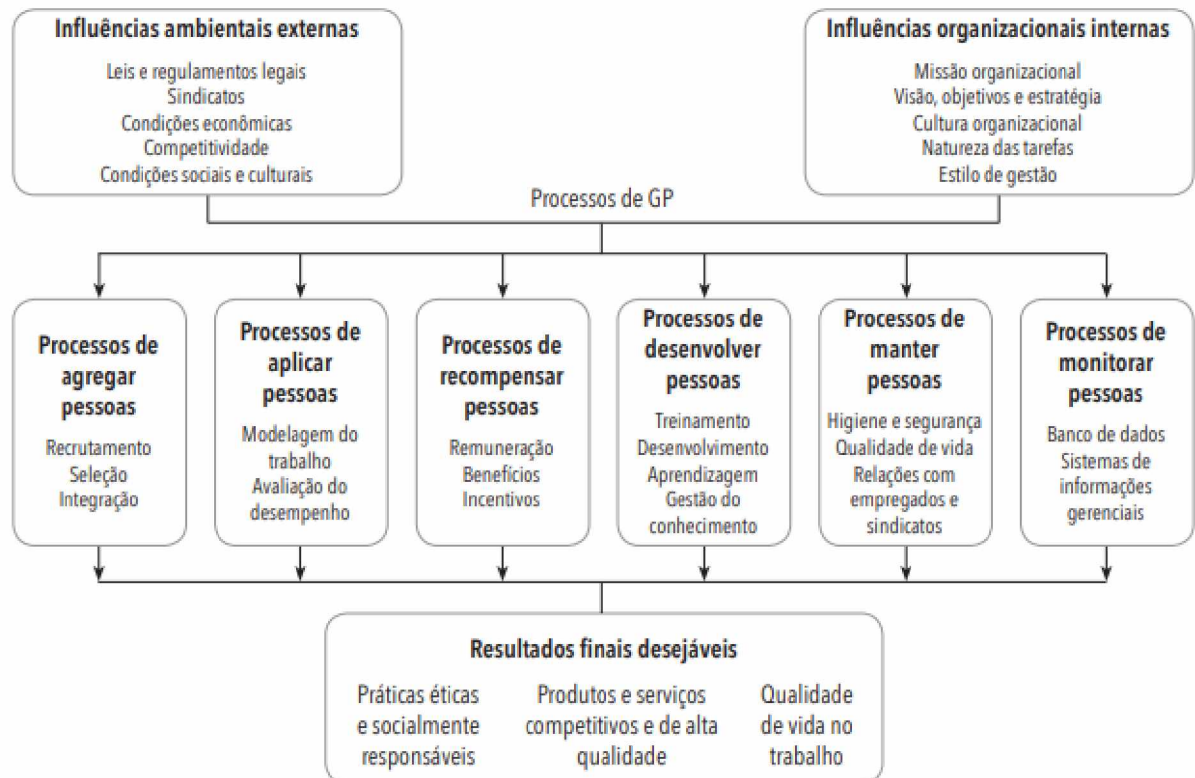 Influências ambientais externas
Leis e regulamentos legais
Sindicatos
Condições econômicas
Competitividade
Condições sociais e culturais
Influências organizacionais internas
Missão organizacional
Visão, objetivos e estratégia
Cultura organizacional
Natureza das tarefas
Estilo de gestão
Processos de GP
Processos de
agregar
pessoas
Recrutamento
Seleção
Integração
Processos de
aplicar
pessoas
Modelagem do
trabalho
Avaliação do
desempenho
Processos de
recompensar
pessoas
Remuneração
Benefícios
Incentivos
Processos de
desenvolver
pessoas
Treinamento
Desenvolvimento
Aprendizagem
Gestão do
conhecimento
Processos de
manter
pessoas
Higiene e segurança
Qualidade de vida
Relações com
empregados e
sindicatos
Processos de
monitorar
pessoas
Banco de dados
Sistemas de
informações
gerenciais
Resultados finais desejáveis
Práticas éticas
e socialmente
responsáveis
Produtos e serviços
competitivos e de alta
qualidade
Qualidade
de vida no
trabalho